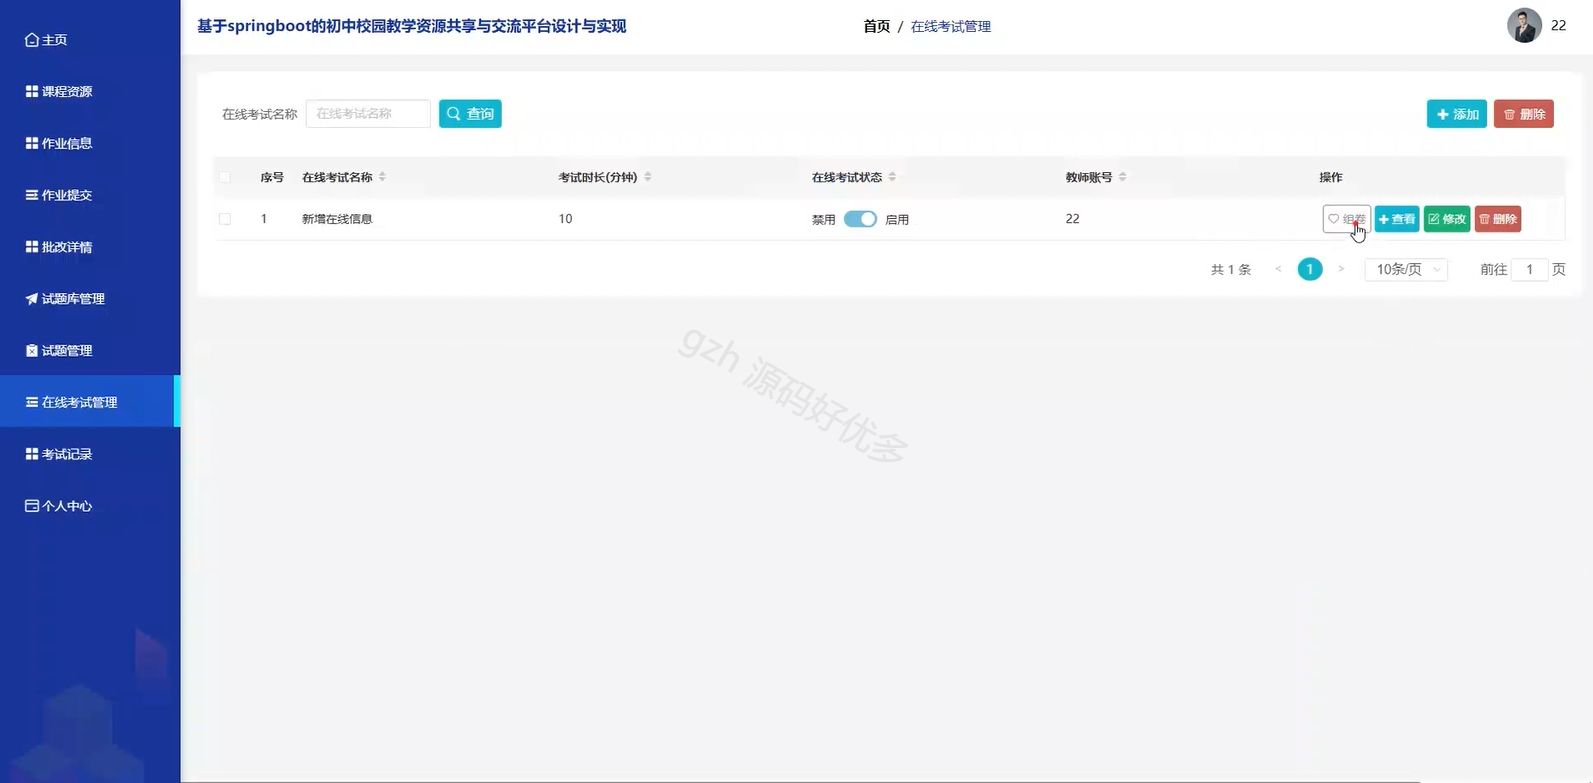 基于springboot的初中校园教学资源共享与交流平台设计与实现
首页 / 在线考试管理
22
主页
课程资源
作业信息
作业提交
批改详情
试题库管理
试题管理
在线考试管理
考试记录
个人中心
在线考试名称 在线考试名称 查询 添加 删除
序号 在线考试名称 考试时长(分钟) 在线考试状态 教师账号 操作
1 新增在线信息 10 禁用 启用 22 组卷 查看 修改 删除
共 1 条 < 1 > 10条/页 前往 1 页
gzh 源码好优多